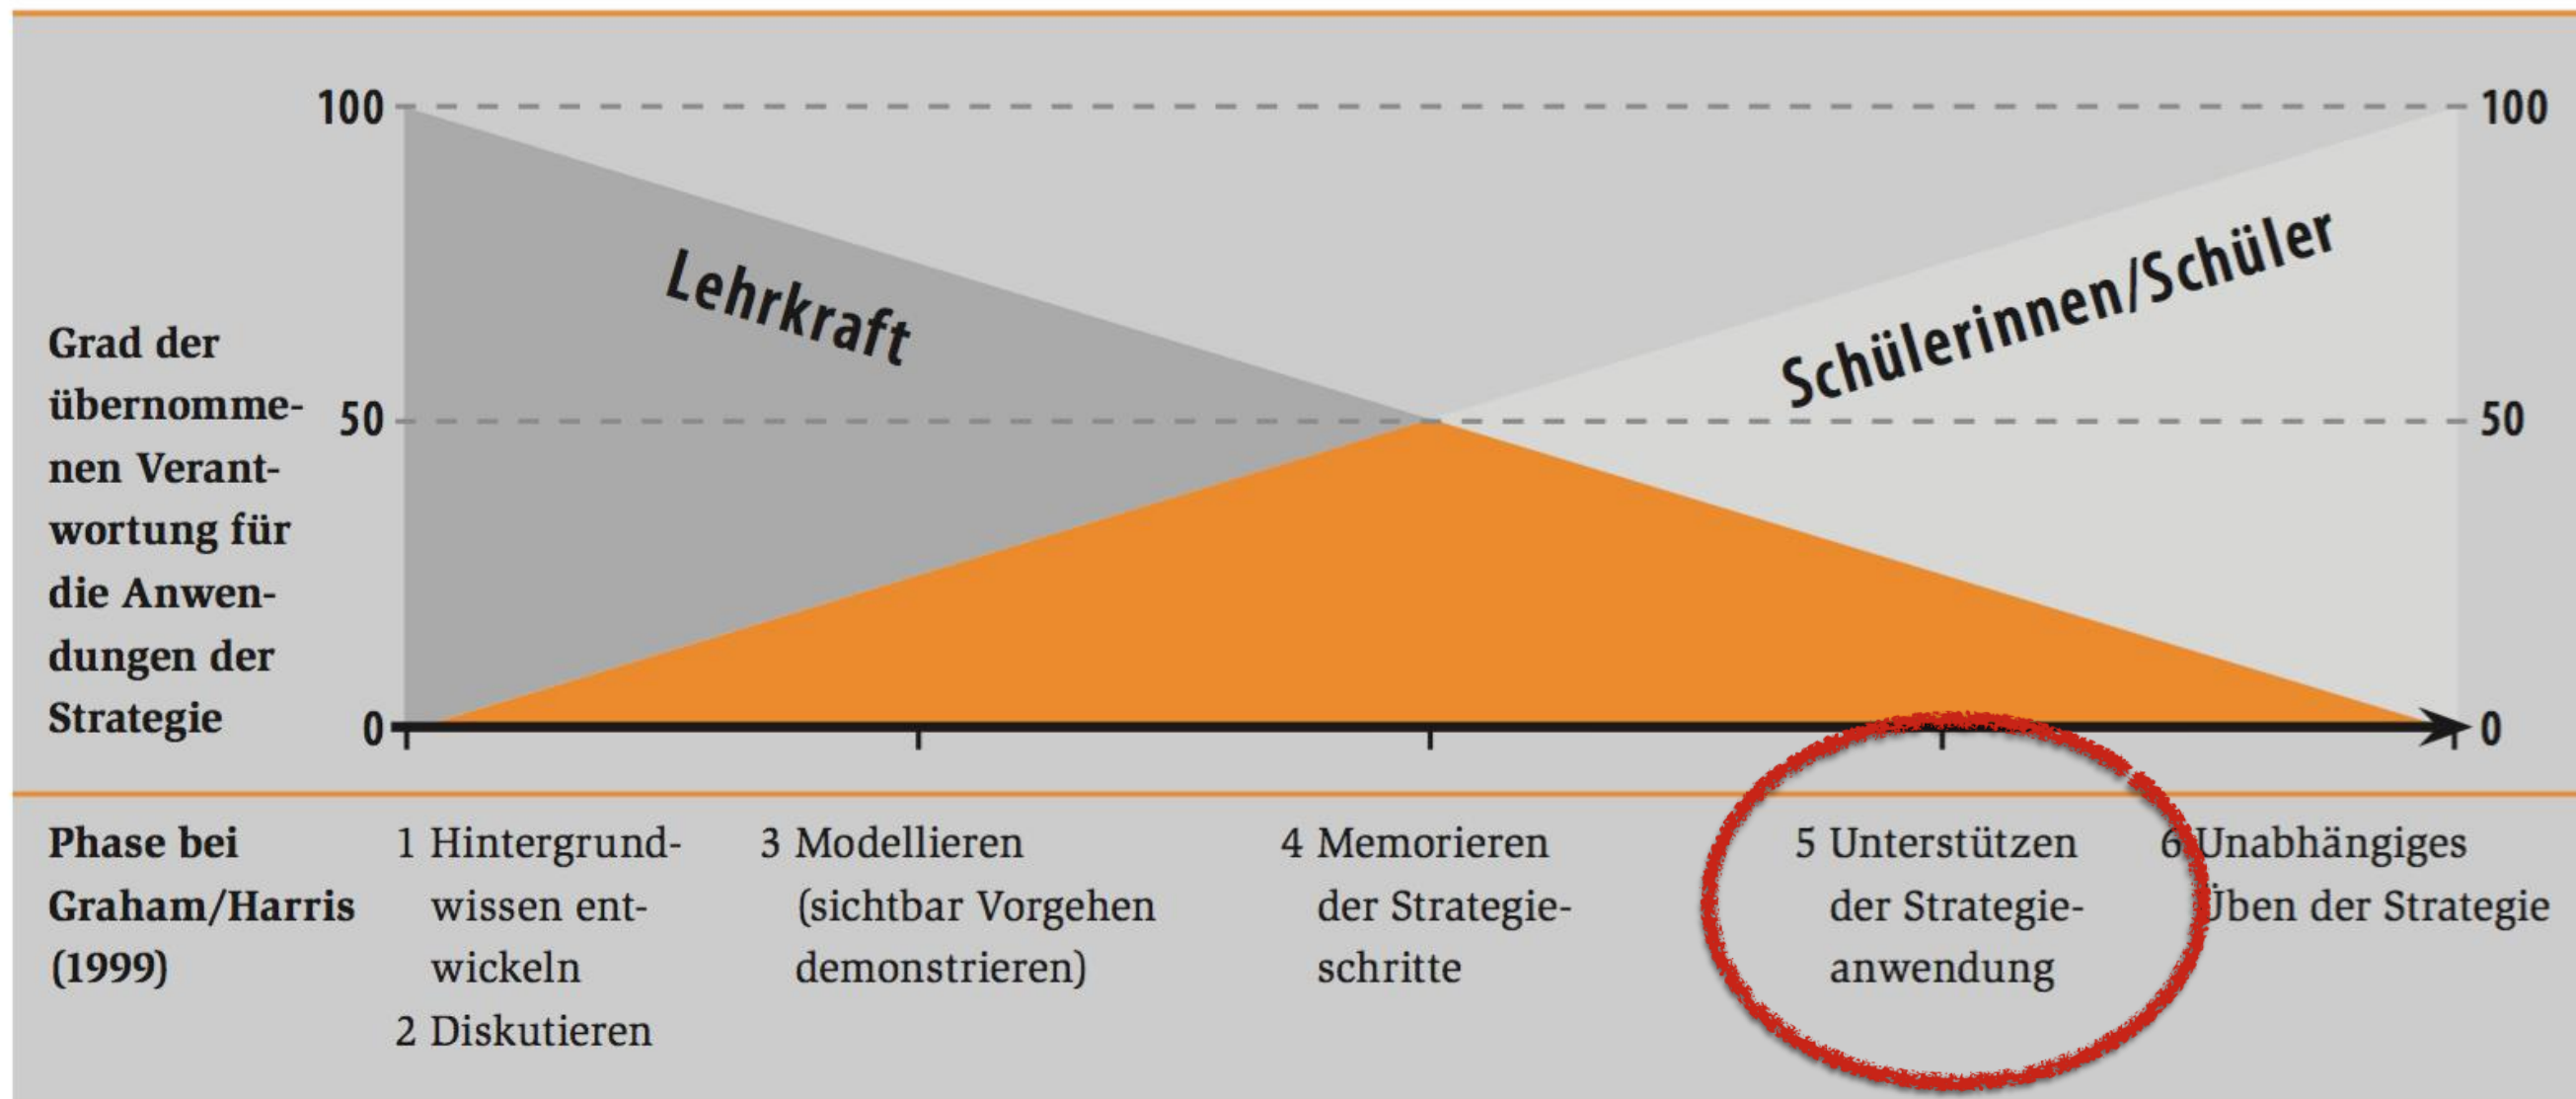 100
100
Lehrkraft
Schülerinnen/Schüler
Grad der
übernomme-
nen Verant-
wortung für
die Anwen-
dungen der
Strategie
50
50
0
0
Phase bei
Graham/Harris
(1999)
1 Hintergrund-
wissen ent-
wickeln
2 Diskutieren
3 Modellieren
(sichtbar Vorgehen
demonstrieren)
4 Memorieren
der Strategie-
schritte
5 Unterstützen
der Strategie-
anwendung
6 Unabhängiges
Üben der Strategie